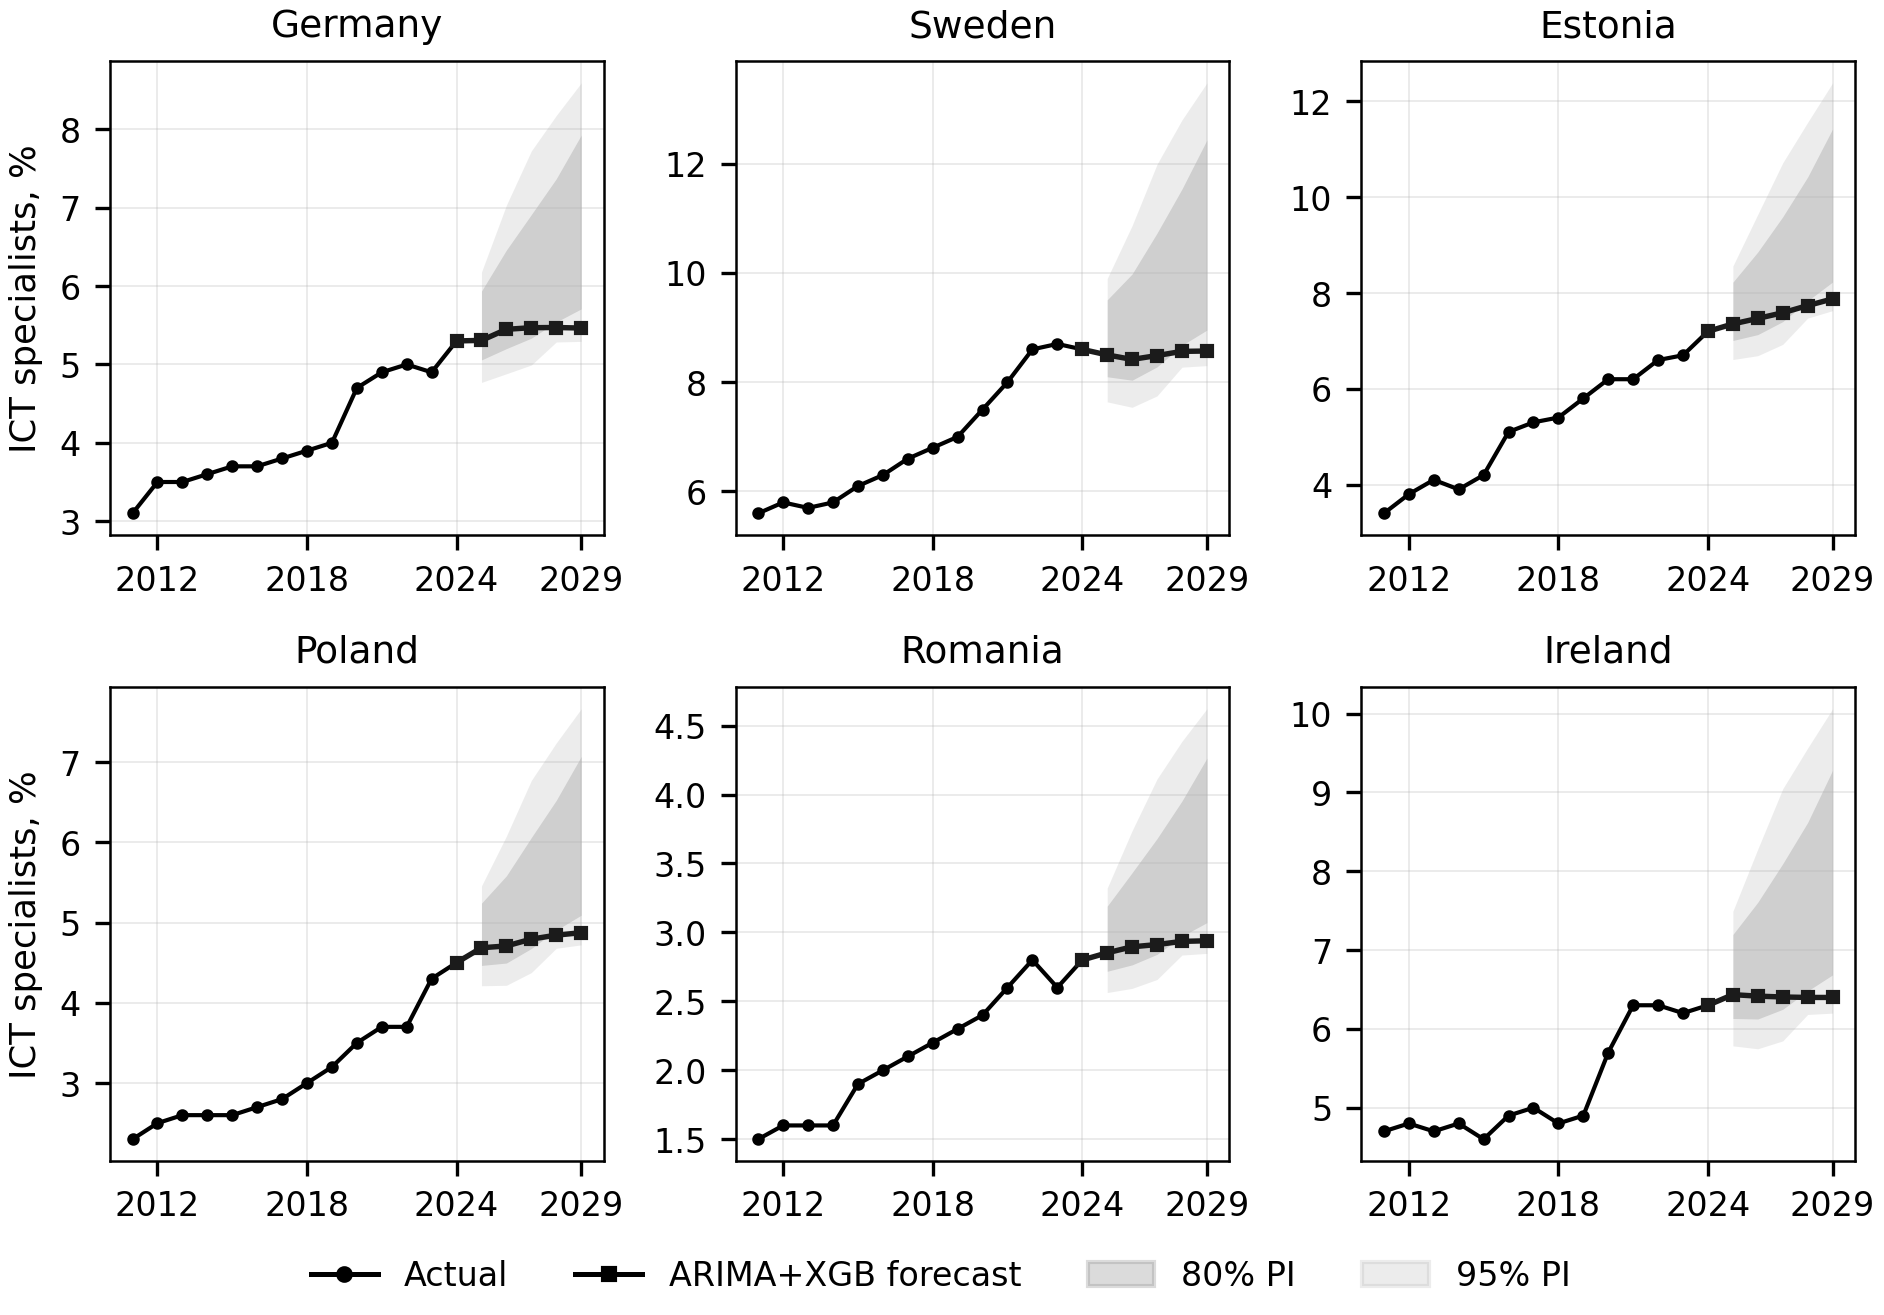 Germany
Sweden
Estonia
ICT specialists, %
8
7
6
5
4
3
2012 2018 2024 2029
12
10
8
6
2012 2018 2024 2029
12
10
8
6
4
2012 2018 2024 2029
Poland
Romania
Ireland
ICT specialists, %
7
6
5
4
3
2012 2018 2024 2029
4.5
4.0
3.5
3.0
2.5
2.0
1.5
2012 2018 2024 2029
10
9
8
7
6
5
2012 2018 2024 2029
Actual ARIMA+XGB forecast 80% PI 95% PI